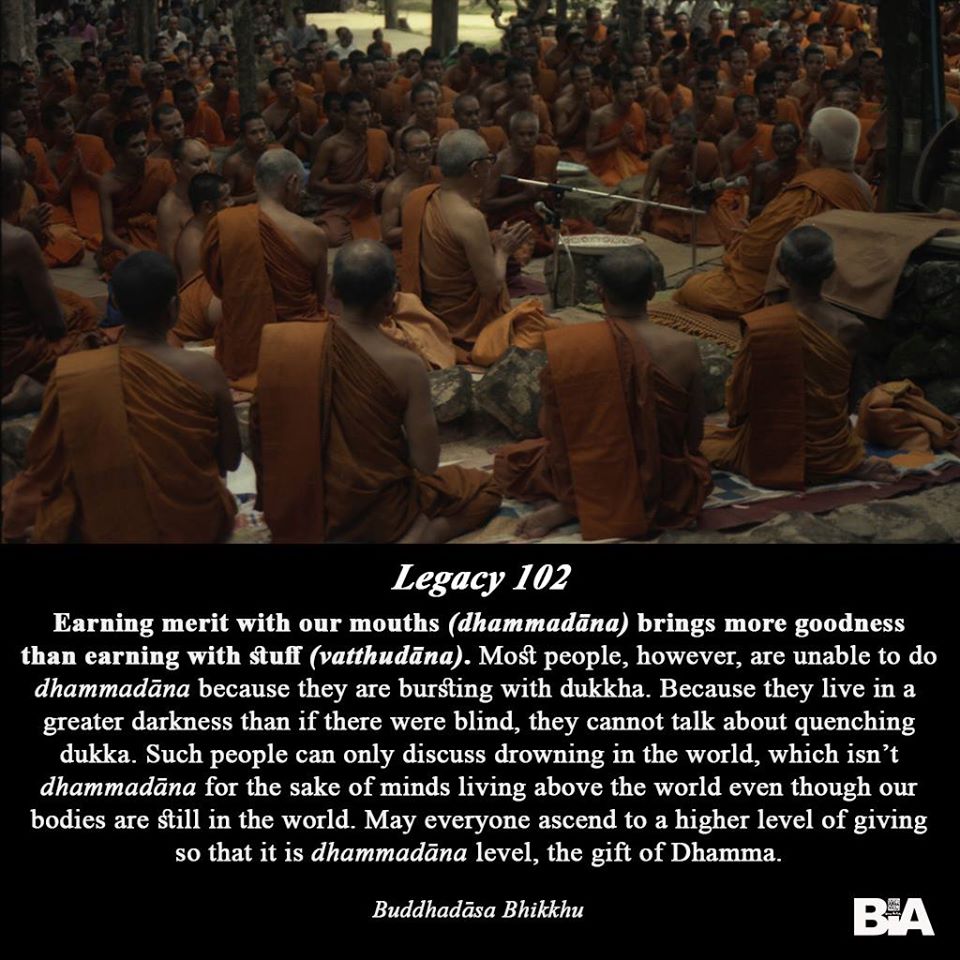 Legacy 102
Earning merit with our mouths (dhammadāna) brings more goodness
than earning with stuff (vatthudāna). Most people, however, are unable to do
dhammadāna because they are bursting with dukkha. Because they live in a
greater darkness than if there were blind, they cannot talk about quenching
dukka. Such people can only discuss drowning in the world, which isn’t
dhammadāna for the sake of minds living above the world even though our
bodies are still in the world. May everyone ascend to a higher level of giving
so that it is dhammadāna level, the gift of Dhamma.
Buddhadāsa Bhikkhu
BIA